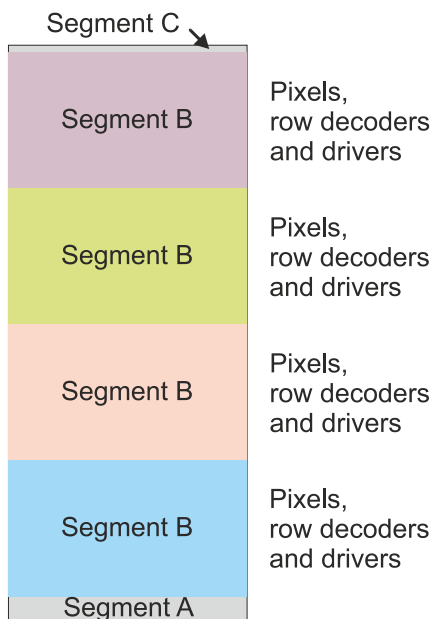 Segment C
Segment B
Pixels,
row decoders
and drivers
Segment B
Pixels,
row decoders
and drivers
Segment B
Pixels,
row decoders
and drivers
Segment B
Pixels,
row decoders
and drivers
Segment A